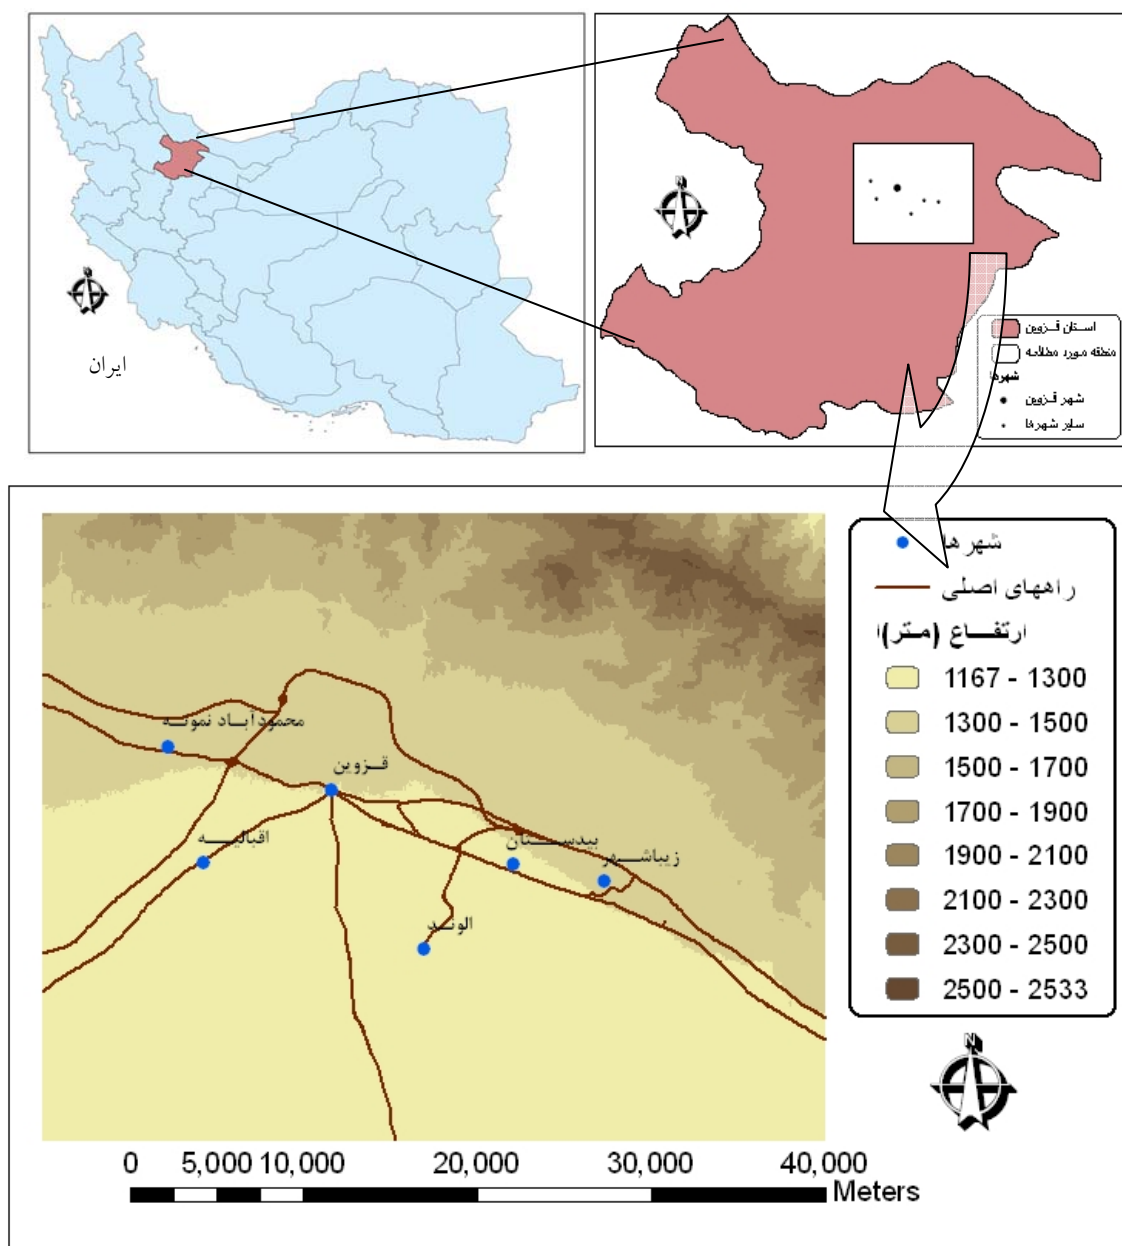 ایران
N
N
استان قزوین
منطقه مورد مطالعه
شهرها
شهر قزوین
سایر شهرها
شهر ها
راههای اصلی
ارتفاع (متر)ا
1167 - 1300
1300 - 1500
1500 - 1700
1700 - 1900
1900 - 2100
2100 - 2300
2300 - 2500
2500 - 2533
N
محمودآباد نمونه
قزوین
اقبالیه
بیدستان
زیباشهر
الوند
0 5,000 10,000 20,000 30,000 40,000
Meters